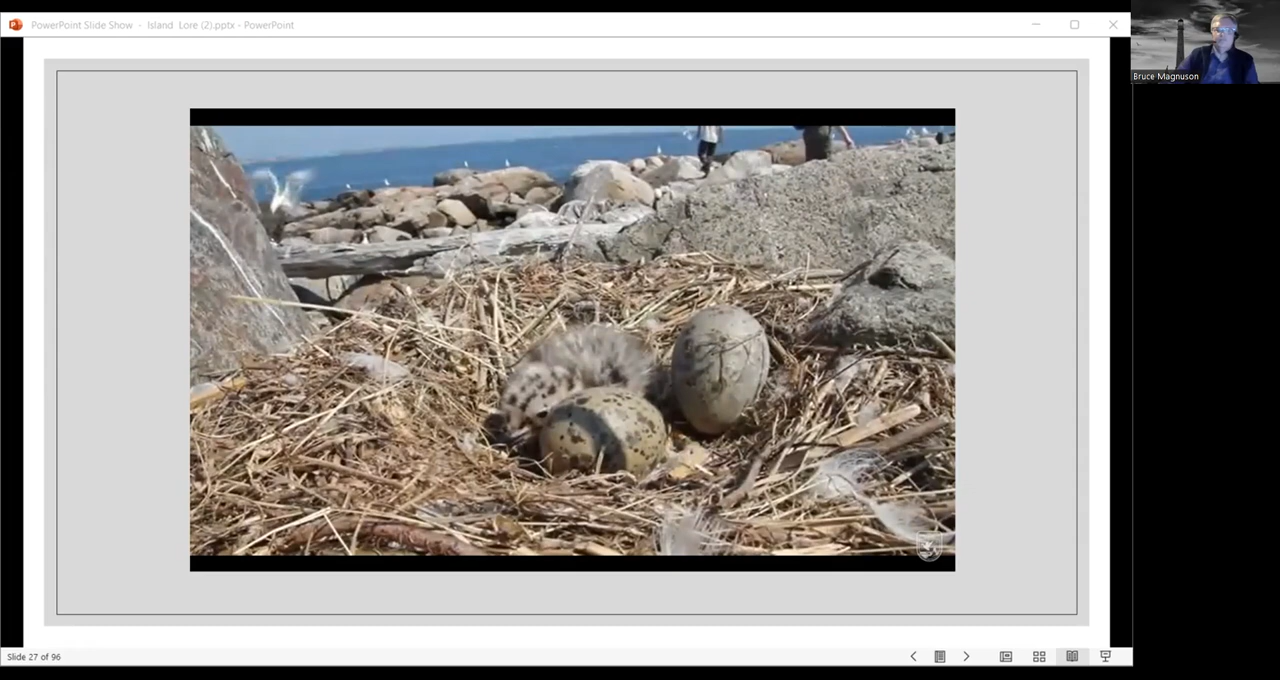 PowerPoint Slide Show - Island Lore (2).pptx - PowerPoint
Bruce Magnuson
Slide 27 of 96